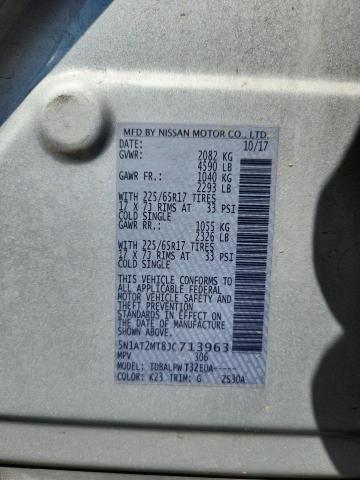 MFD BY NISSAN MOTOR CO., LTD.
DATE: 10/17
GVWR: 2082 KG
4590 LB
GAWR FR.: 1040 KG
2293 LB
WITH 225/65R17 TIRES
17 X 7J RIMS AT 33 PSI
COLD SINGLE
GAWR RR.: 1055 KG
2326 LB
WITH 225/65R17 TIRES
17 X 7J RIMS AT 33 PSI
COLD SINGLE
THIS VEHICLE CONFORMS TO ALL
APPLICABLE FEDERAL MOTOR
VEHICLE SAFETY, BUMPER,
AND THEFT PREVENTION
STANDARDS IN EFFECT ON THE
DATE OF MANUFACTURE SHOWN
ABOVE.
5N1AT2MT8JC713963
MPV 306
MODEL: TDBALPW T32EUA-----
COLOR: K23 TRIM: G 2S30A